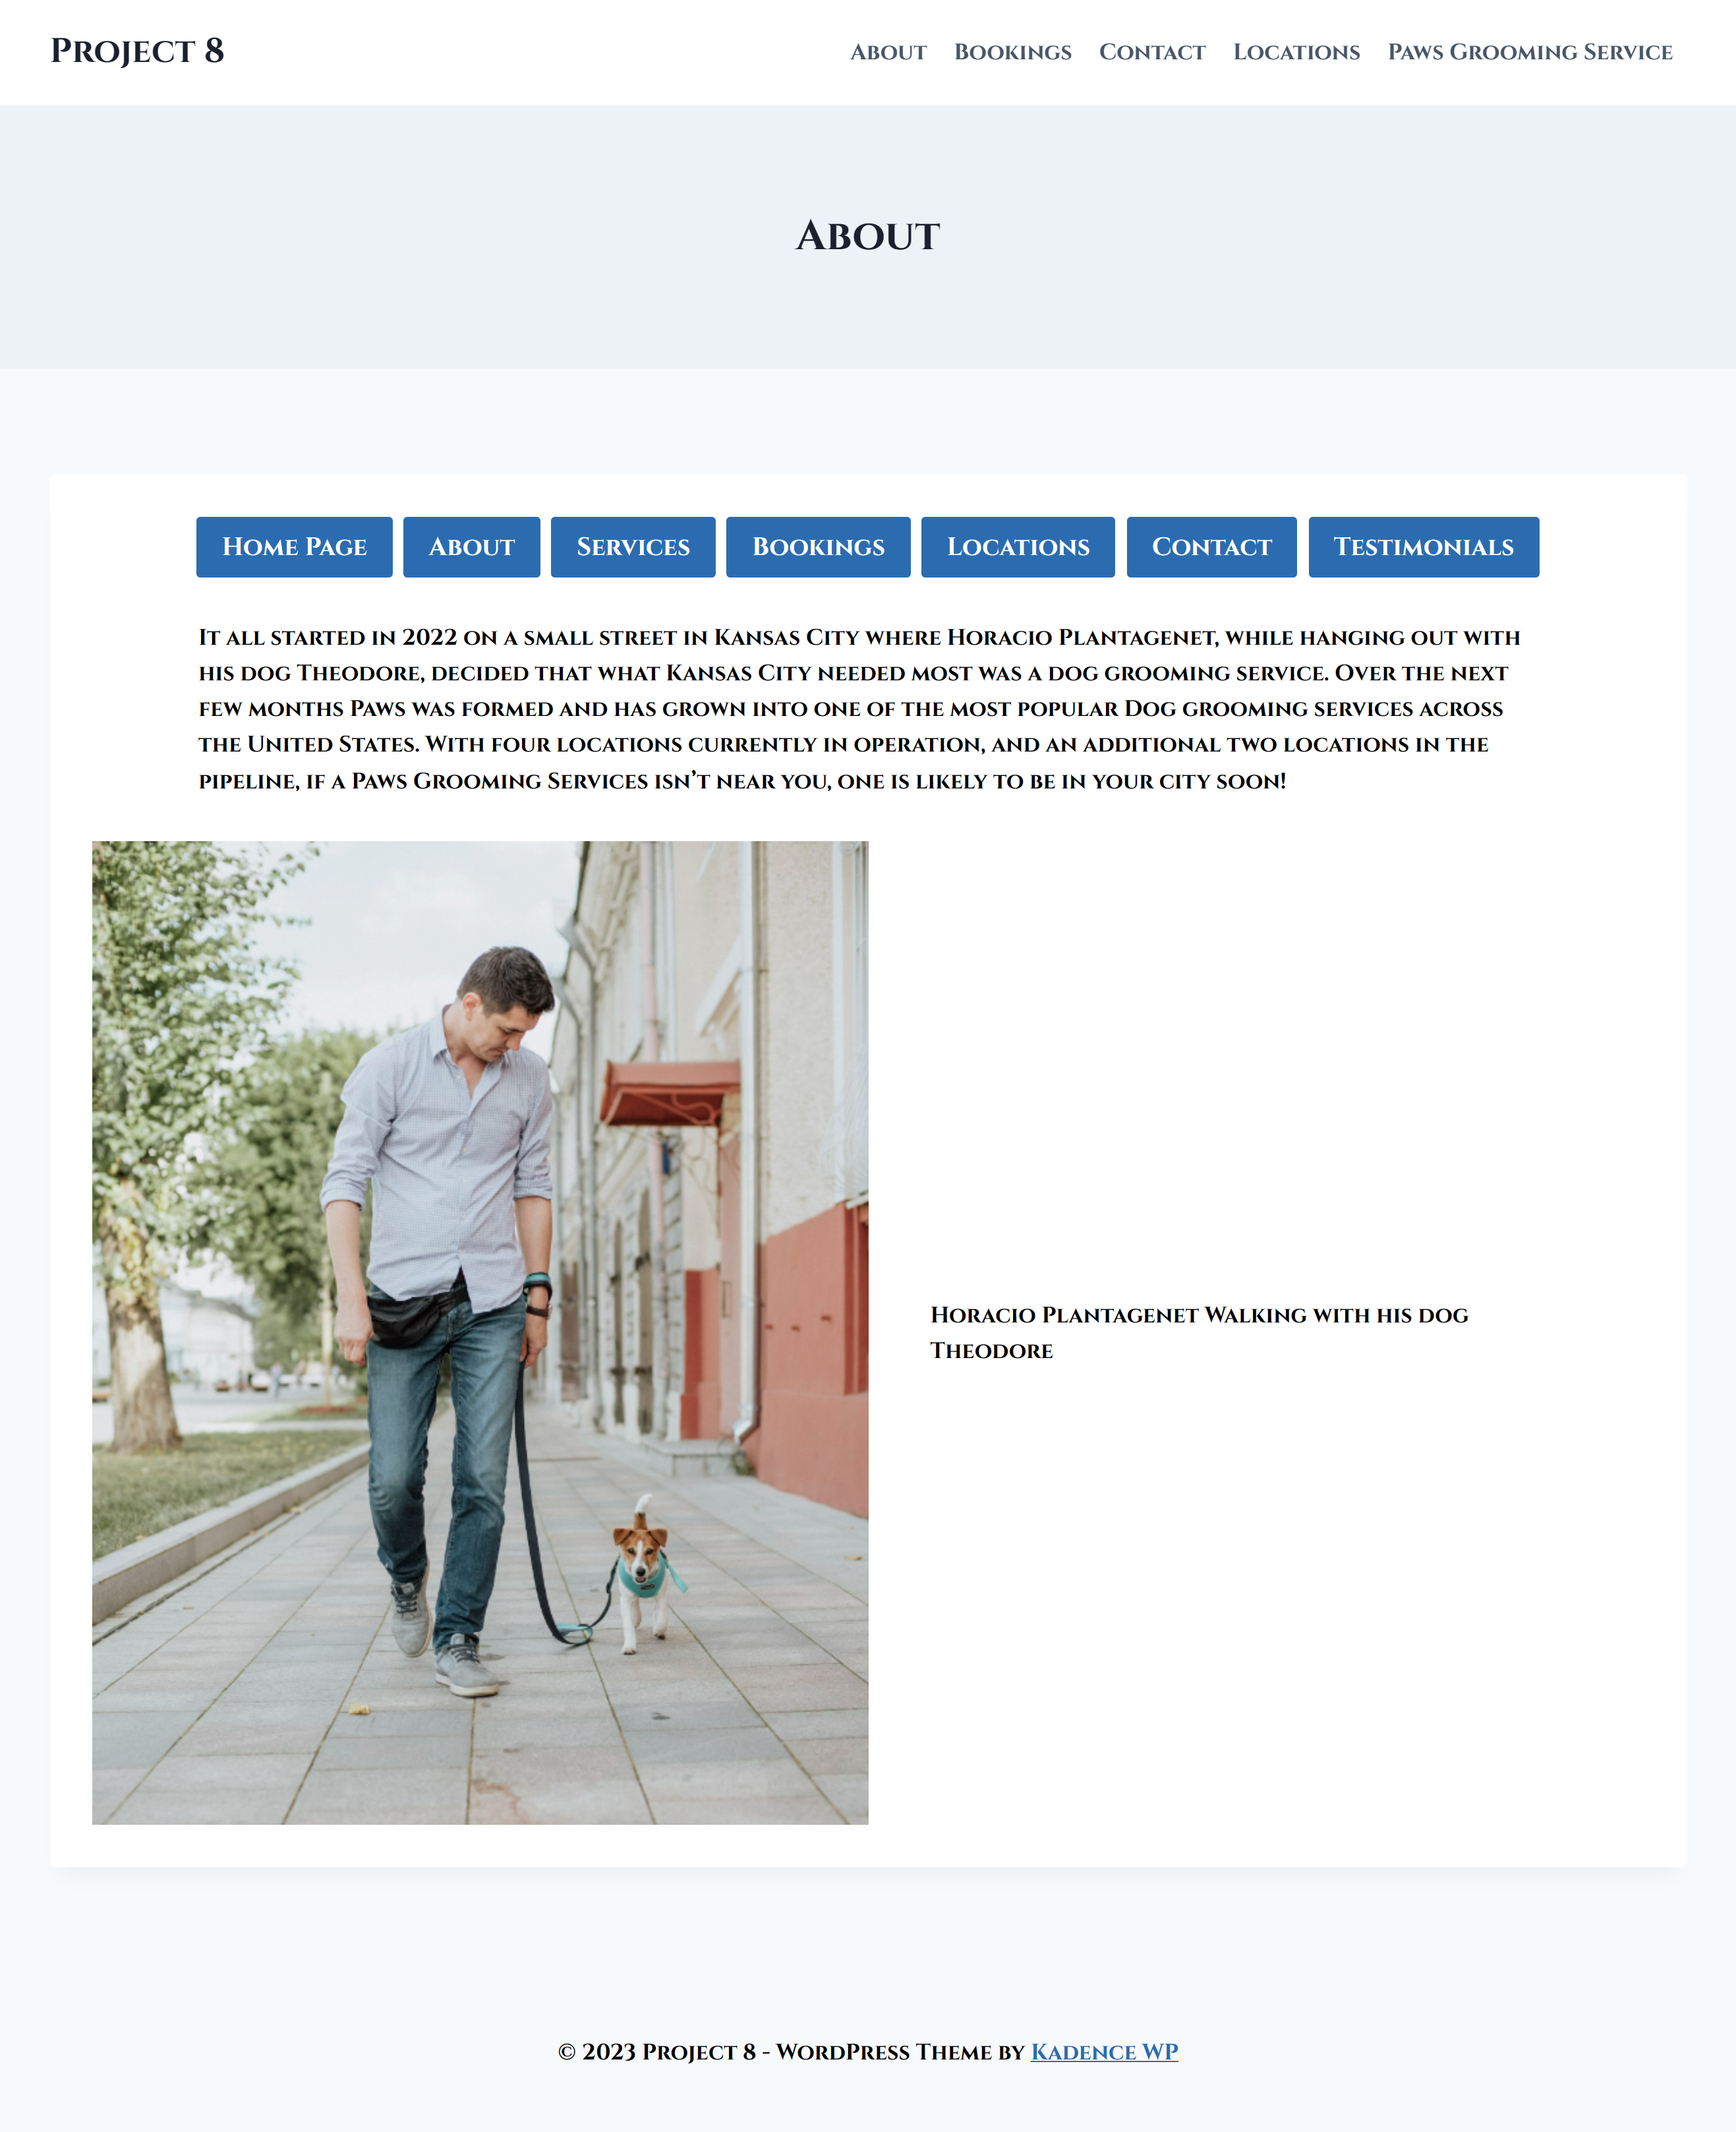 Project 8
About Bookings Contact Locations Paws Grooming Service
About
Home Page About Services Bookings Locations Contact Testimonials
It all started in 2022 on a small street in Kansas City where Horacio Plantagenet, while hanging out with
his dog Theodore, decided that what Kansas City needed most was a dog grooming service. Over the next
few months Paws was formed and has grown into one of the most popular Dog grooming services across
the United States. With four locations currently in operation, and an additional two locations in the
pipeline, if a Paws Grooming Services isn’t near you, one is likely to be in your city soon!
Horacio Plantagenet Walking with his dog
Theodore
© 2023 Project 8 - WordPress Theme by Kadence WP